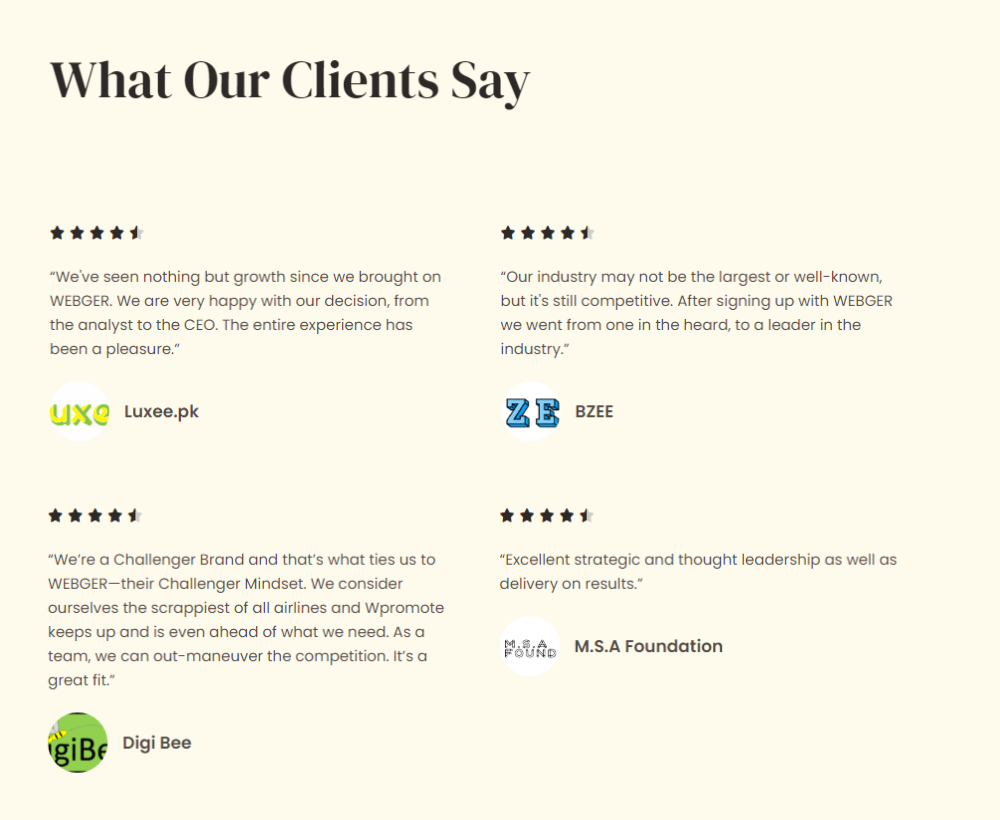 What Our Clients Say
“We've seen nothing but growth since we brought on
WEBGER. We are very happy with our decision, from
the analyst to the CEO. The entire experience has
been a pleasure.”
uxe
Luxee.pk
“Our industry may not be the largest or well-known,
but it's still competitive. After signing up with WEBGER
we went from one in the heard, to a leader in the
industry.”
ZE
BZEE
“We’re a Challenger Brand and that’s what ties us to
WEBGER—their Challenger Mindset. We consider
ourselves the scrappiest of all airlines and Wpromote
keeps up and is even ahead of what we need. As a
team, we can out-maneuver the competition. It’s a
great fit.”
igiBe
Digi Bee
“Excellent strategic and thought leadership as well as
delivery on results.”
M.S.A
FOUND
M.S.A Foundation